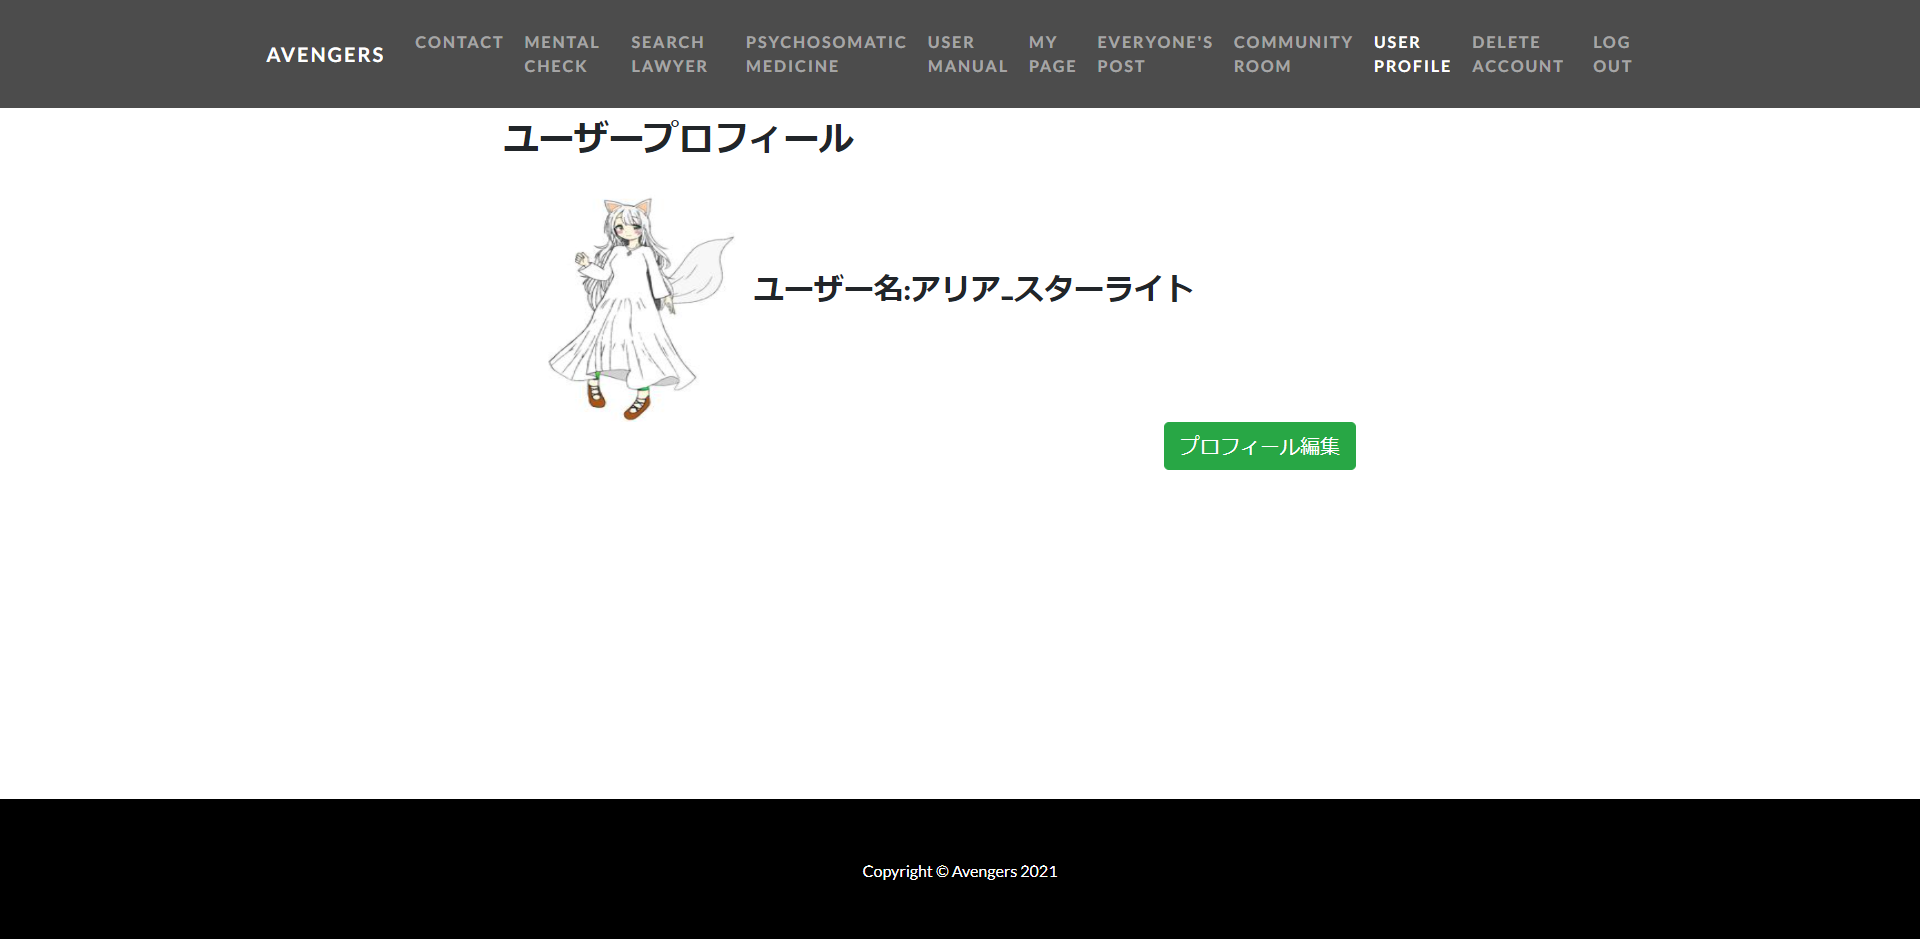 AVENGERS
CONTACT
MENTAL
CHECK
SEARCH
LAWYER
PSYCHOSOMATIC
MEDICINE
USER
MANUAL
MY
PAGE
EVERYONE'S
POST
COMMUNITY
ROOM
USER
PROFILE
DELETE
ACCOUNT
LOG
OUT
ユーザープロフィール
ユーザー名:アリア_スターライト
プロフィール編集
Copyright © Avengers 2021